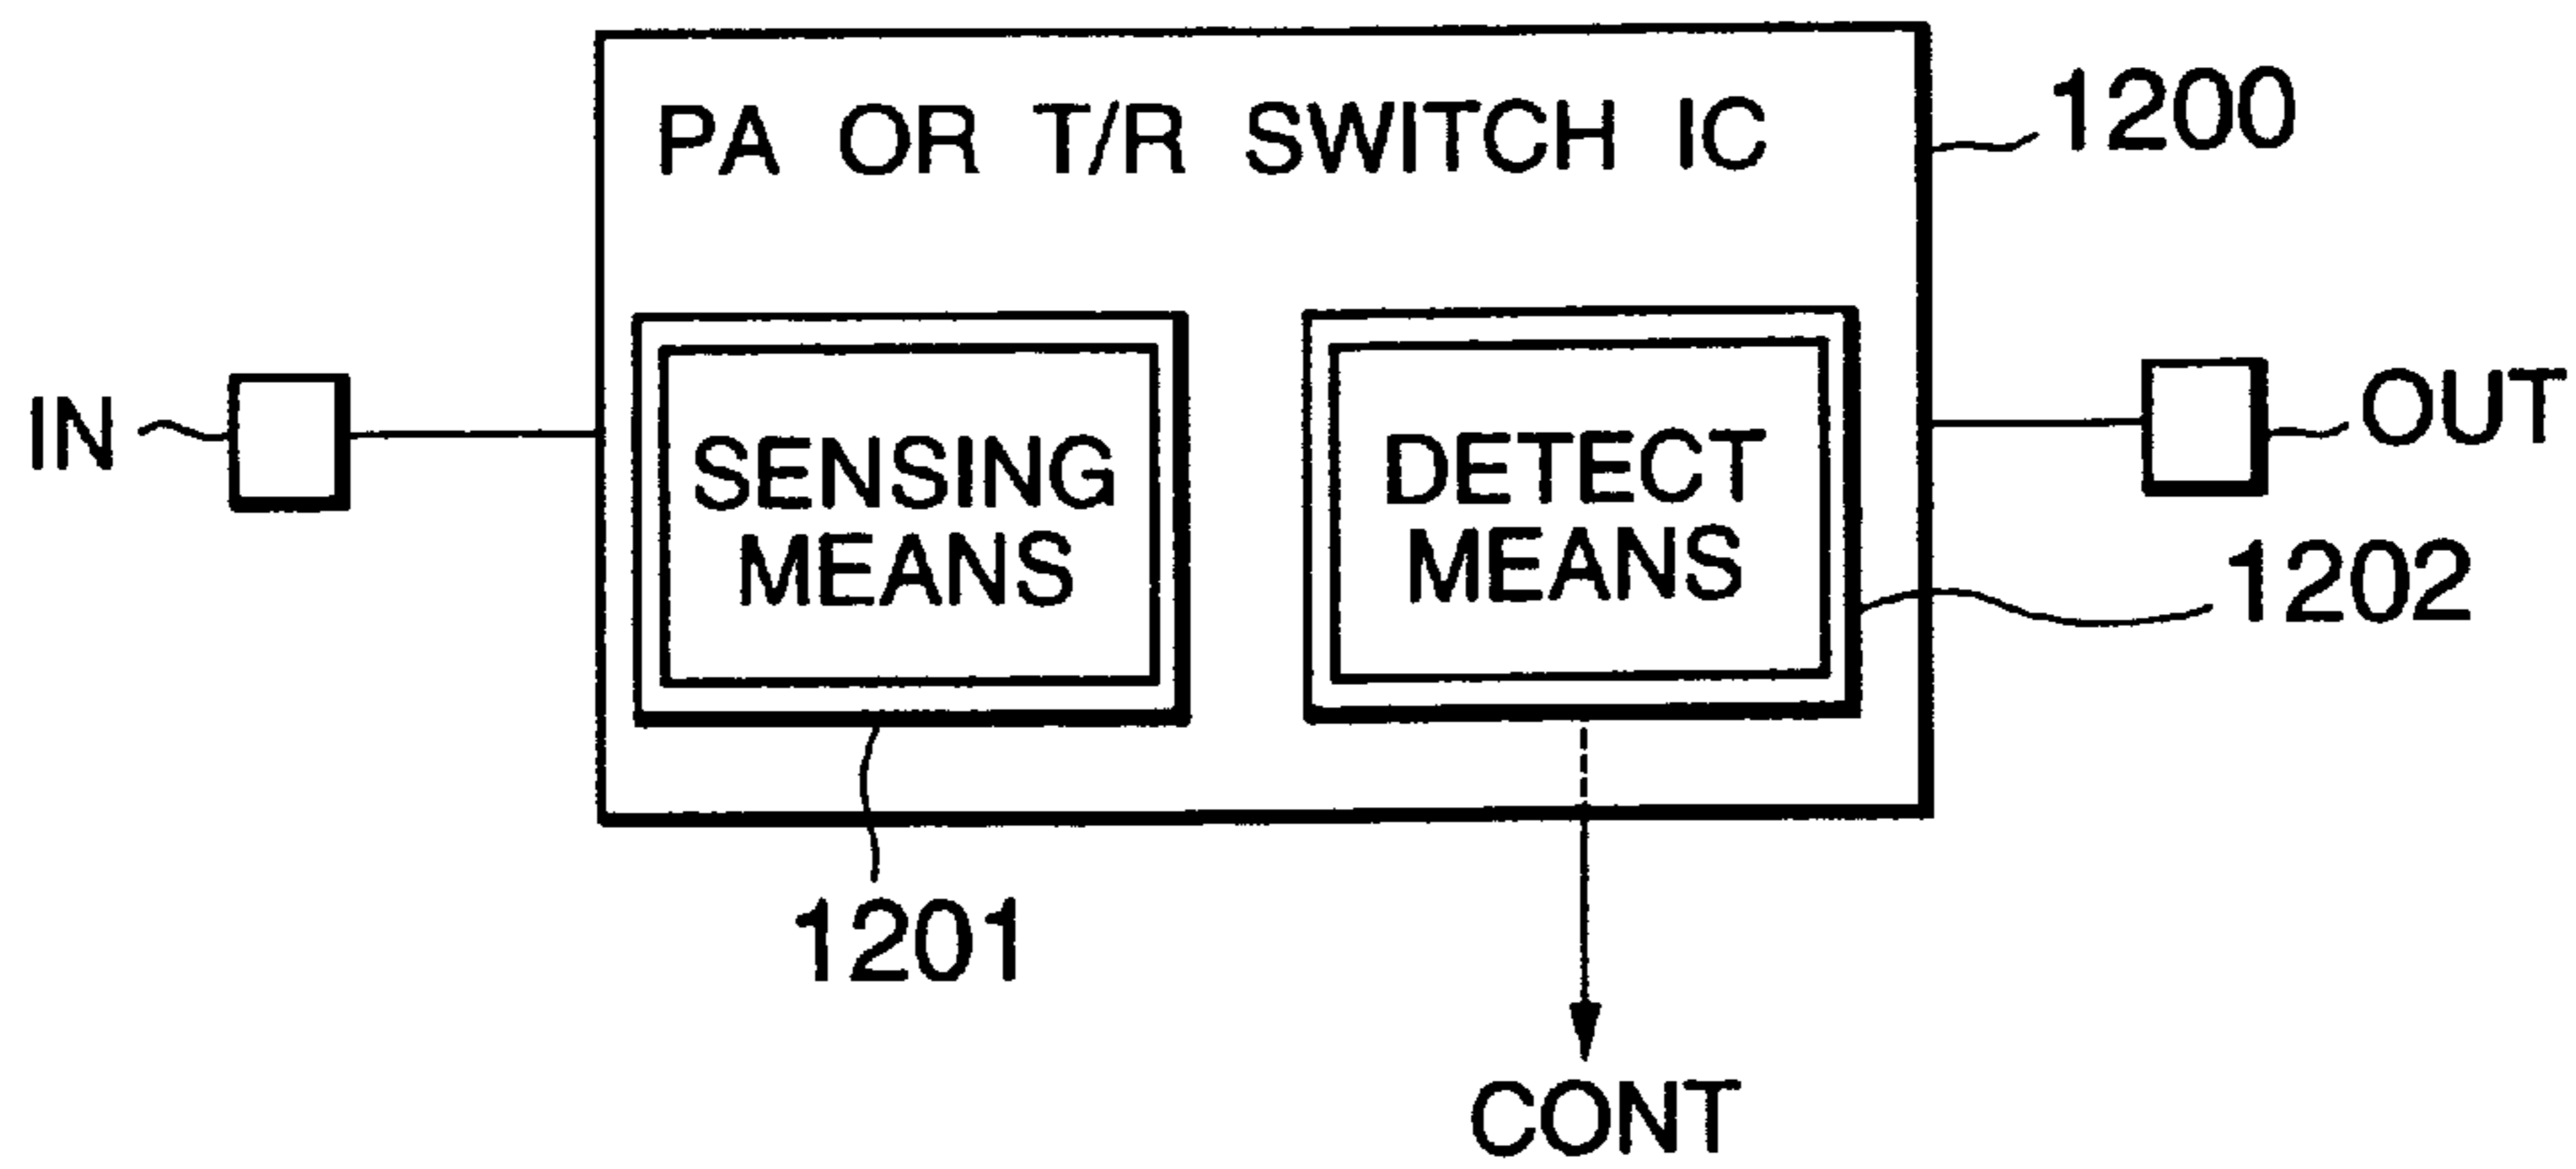 PA OR T/R SWITCH IC
1200
IN
SENSING
MEANS
DETECT
MEANS
OUT
1202
1201
CONT